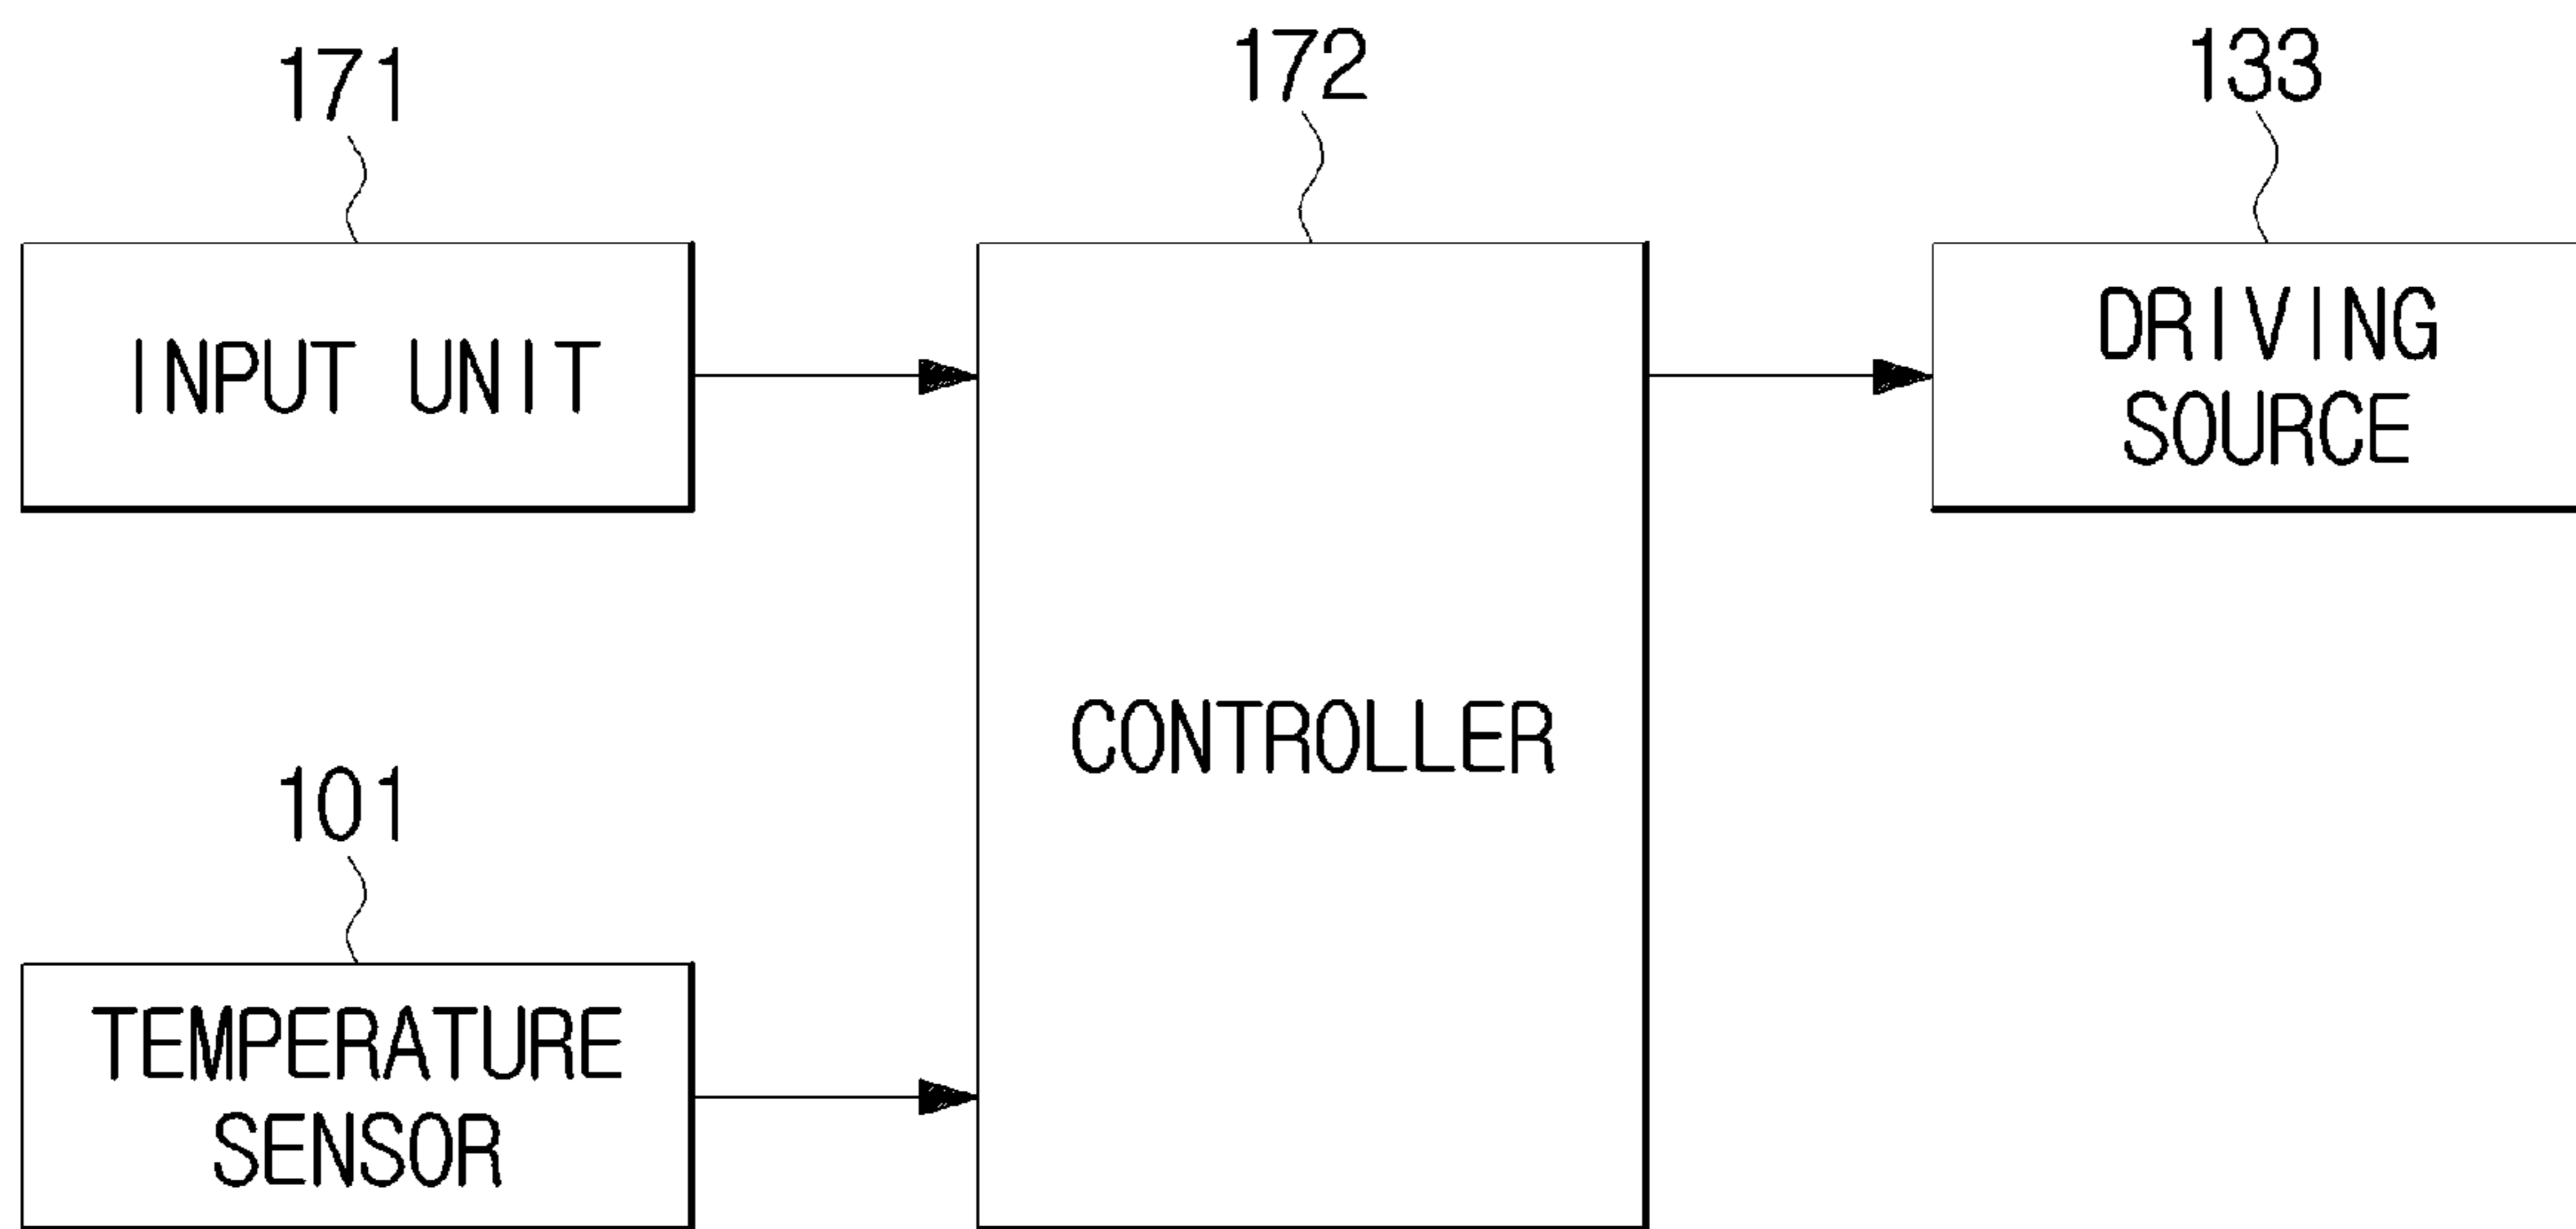 171
172
133
INPUT UNIT
DRIVING
SOURCE
CONTROLLER
101
TEMPERATURE
SENSOR